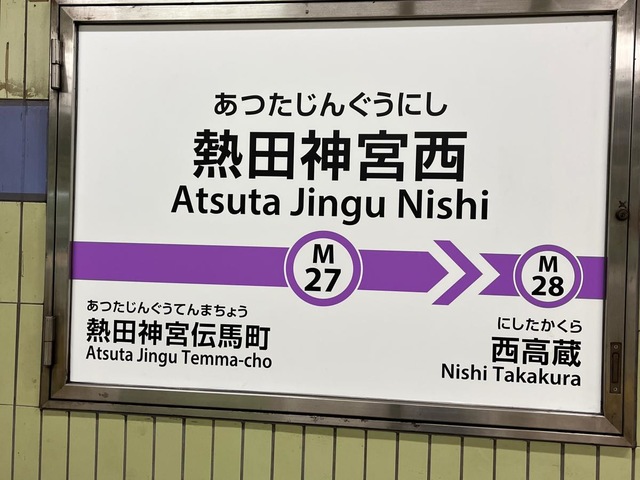 あつたじんぐうにし
熱田神宮西
Atsuta Jingu Nishi
M
27
M
28
あつたじんぐうてんまちょう
熱田神宮伝馬町
Atsuta Jingu Temma-cho
にしたかくら
西高蔵
Nishi Takakura